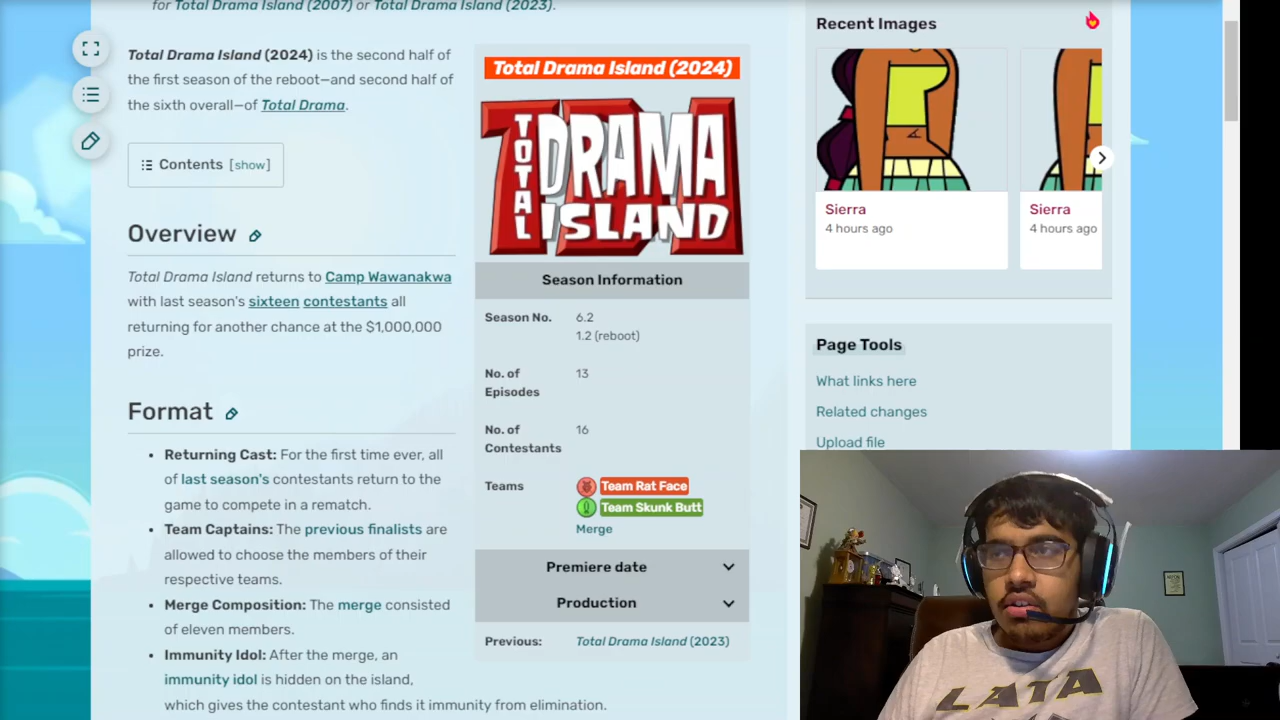 for Total Drama Island (2007) or Total Drama Island (2023).
Total Drama Island (2024) is the second half of
the first season of the reboot—and second half of
the sixth overall—of Total Drama.
Contents [show]
Overview
Total Drama Island returns to Camp Wawanakwa
with last season's sixteen contestants all
returning for another chance at the $1,000,000
prize.
Format
• Returning Cast: For the first time ever, all
of last season's contestants return to the
game to compete in a rematch.
• Team Captains: The previous finalists are
allowed to choose the members of their
respective teams.
• Merge Composition: The merge consisted
of eleven members.
• Immunity Idol: After the merge, an
immunity idol is hidden on the island,
which gives the contestant who finds it immunity from elimination.
Total Drama Island (2024)
TOTAL DRAMA ISLAND
Season Information
Season No. 6.2
1.2 (reboot)
No. of Episodes 13
No. of Contestants 16
Teams Team Rat Face
Team Skunk Butt
Merge
Premiere date
Production
Previous: Total Drama Island (2023)
Recent Images
Sierra
4 hours ago
Sierra
4 hours ago
Page Tools
What links here
Related changes
Upload file
LATA